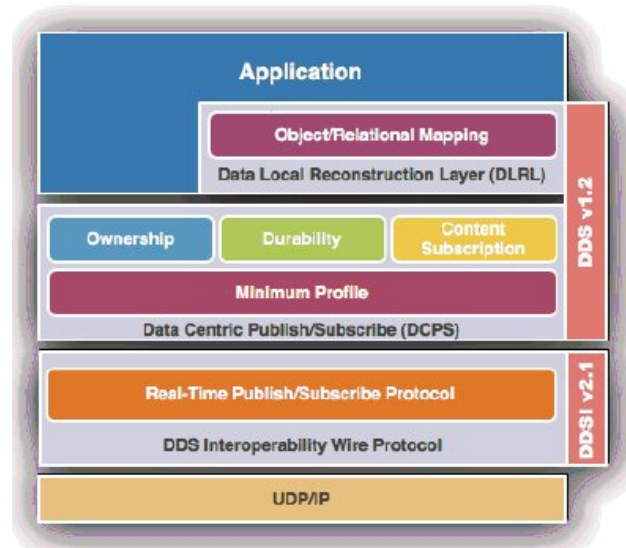 Application
Object/Relational Mapping
Data Local Reconstruction Layer (DLRL)
DDS v1.2
Ownership
Durability
Content
Subscription
Minimum Profile
Data Centric Publish/Subscribe (DCPS)
Real-Time Publish/Subscribe Protocol
DDS Interoperability Wire Protocol
DDSI v2.1
UDP/IP